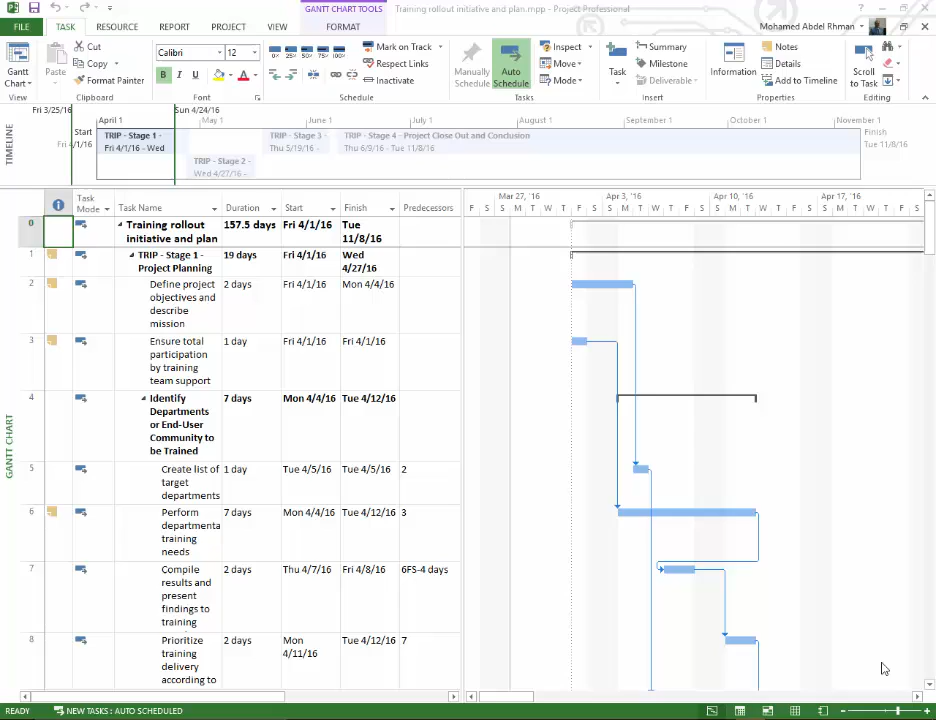 GANTT CHART TOOLS
Training rollout initiative and plan.mpp - Project Professional
FILE TASK RESOURCE REPORT PROJECT VIEW FORMAT
Mohamed Abdel Rhman
Gantt Chart
View
Paste
Cut
Copy
Format Painter
Clipboard
Calibri 12
B I U
Font
0% 25% 50% 75% 100%
Mark on Track
Respect Links
Inactivate
Schedule
Manually Schedule
Auto Schedule
Inspect
Move
Mode
Tasks
Task
Summary
Milestone
Deliverable
Insert
Information
Notes
Details
Add to Timeline
Properties
Scroll to Task
Editing
TIMELINE
Fri 3/25/16 Sun 4/24/16
April 1 May 1 June 1 July 1 August 1 September 1 October 1 November 1
Start
Fri 4/1/16
TRIP - Stage 1 -
Fri 4/1/16 - Wed
TRIP - Stage 2 -
Wed 4/27/16 -
TRIP - Stage 3 -
Thu 5/19/16 -
TRIP - Stage 4 - Project Close Out and Conclusion
Thu 6/9/16 - Tue 11/8/16
Finish
Tue 11/8/16
GANTT CHART
Task Mode Task Name Duration Start Finish Predecessors
Mar 27, '16 Apr 3, '16 Apr 10, '16 Apr 17, '16
F S S M T W T F S S M T W T F S S M T W T F S S M T W T F S
0 Training rollout initiative and plan 157.5 days Fri 4/1/16 Tue 11/8/16
1 TRIP - Stage 1 - Project Planning 19 days Fri 4/1/16 Wed 4/27/16
2 Define project objectives and describe mission 2 days Fri 4/1/16 Mon 4/4/16
3 Ensure total participation by training team support 1 day Fri 4/1/16 Fri 4/1/16
4 Identify Departments or End-User Community to be Trained 7 days Mon 4/4/16 Tue 4/12/16
5 Create list of target departments 1 day Tue 4/5/16 Tue 4/5/16 2
6 Perform departmenta training needs 7 days Mon 4/4/16 Tue 4/12/16 3
7 Compile results and present findings to training 2 days Thu 4/7/16 Fri 4/8/16 6FS-4 days
8 Prioritize training delivery according to 2 days Mon 4/11/16 Tue 4/12/16 7
READY NEW TASKS : AUTO SCHEDULED